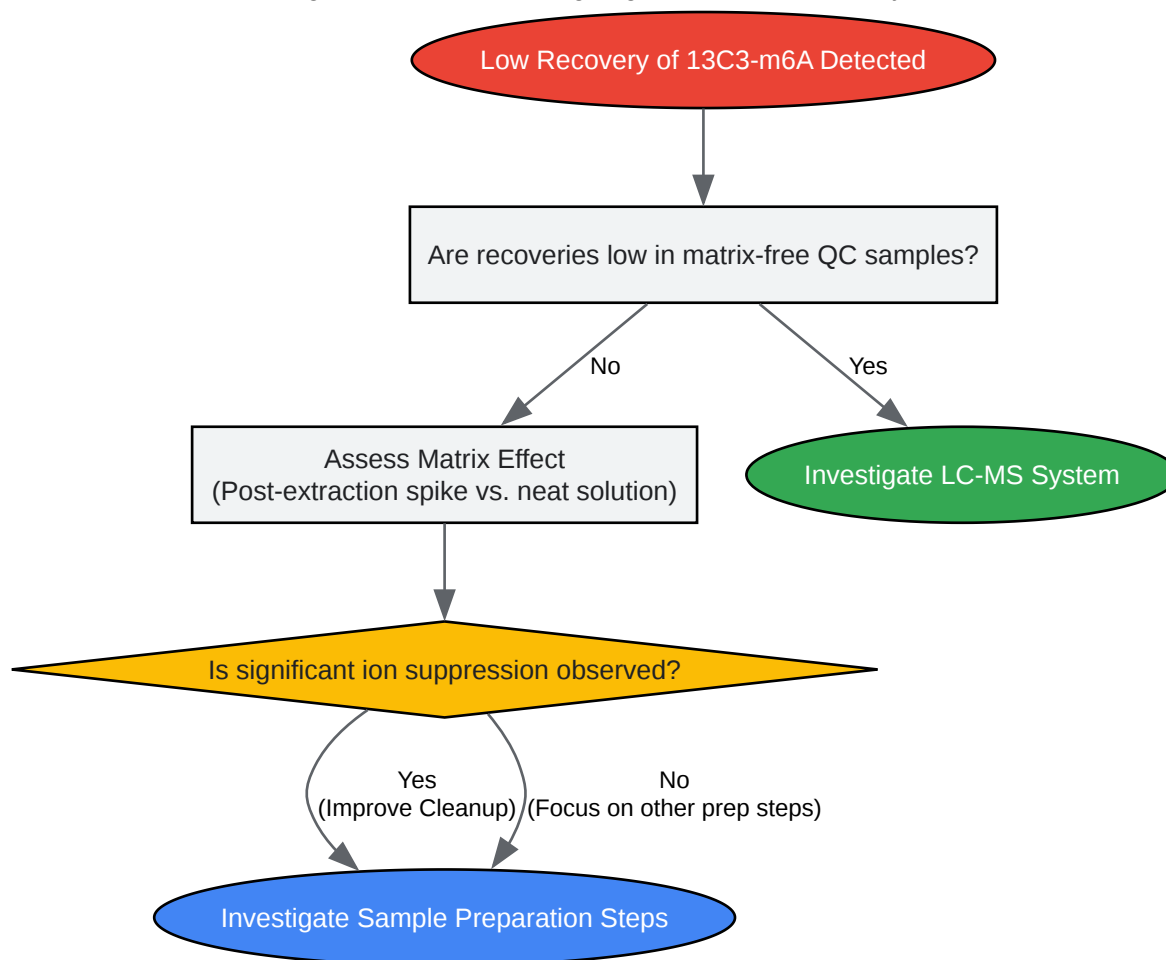 Low Recovery of 13C3-m6A Detected
Are recoveries low in matrix-free QC samples?
No
Yes
Assess Matrix Effect
(Post-extraction spike vs. neat solution)
Investigate LC-MS System
Is significant ion suppression observed?
Yes
(Improve Cleanup)
No
(Focus on other prep steps)
Investigate Sample Preparation Steps